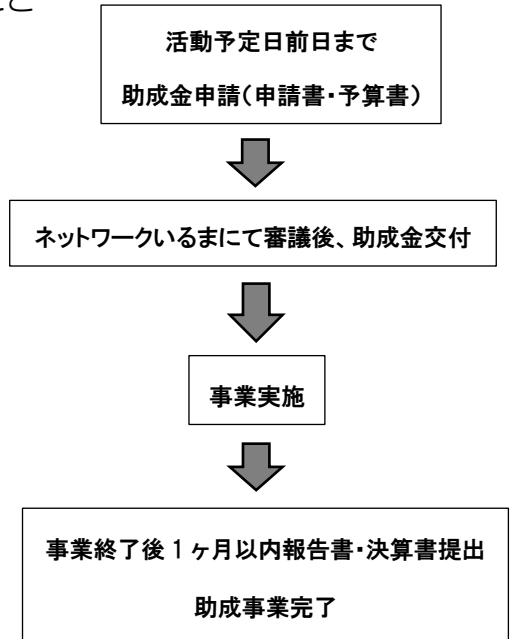 活動予定日前日まで
助成金申請（申請書・予算書）
ネットワークいるまにて審議後、助成金交付
事業実施
事業終了後１ヶ月以内報告書・決算書提出
助成事業完了